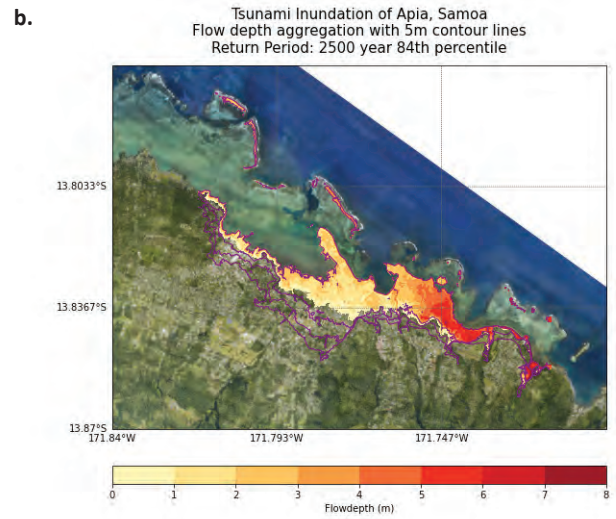 b.
Tsunami Inundation of Apia, Samoa
Flow depth aggregation with 5m contour lines
Return Period: 2500 year 84th percentile
13.8033°S
13.8367°S
13.87°S
171.84°W 171.793°W 171.747°W
0 1 2 3 4 5 6 7 8
Flowdepth (m)